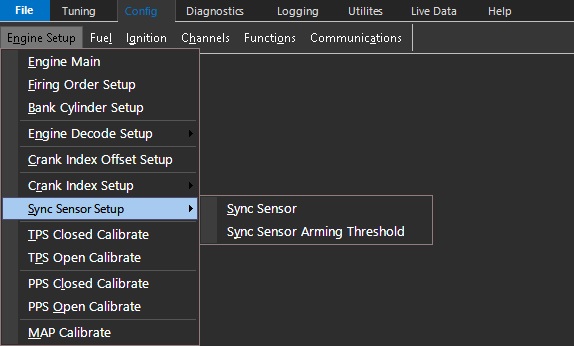 File Tuning Config Diagnostics Logging Utilites Live Data Help
Engine Setup Fuel Ignition Channels Functions Communications
Engine Main
Firing Order Setup
Bank Cylinder Setup
Engine Decode Setup
Crank Index Offset Setup
Crank Index Setup
Sync Sensor Setup
Sync Sensor
Sync Sensor Arming Threshold
TPS Closed Calibrate
TPS Open Calibrate
PPS Closed Calibrate
PPS Open Calibrate
MAP Calibrate